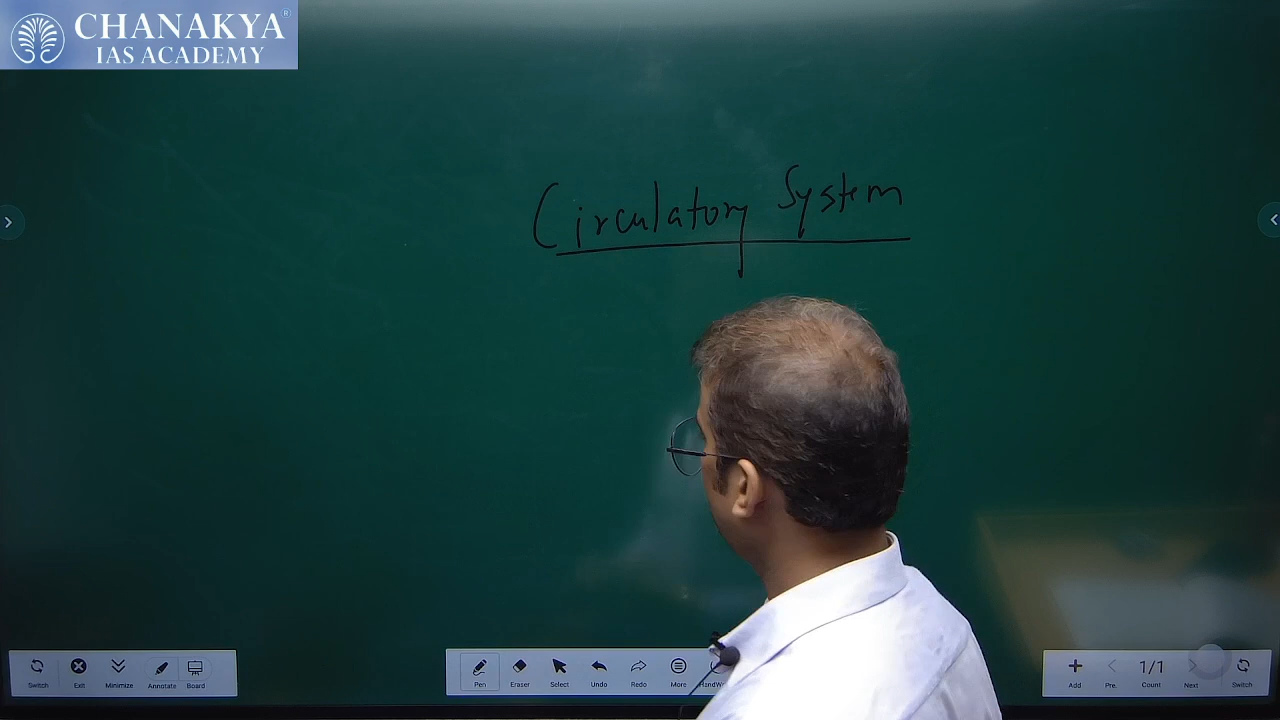 CHANAKYA®
IAS ACADEMY
Circulatory System
Switch
Exit
Minimize
Annotate
Board
Pen
Eraser
Select
Undo
Redo
More
Add
Pre.
1/1
Count
Next
Switch